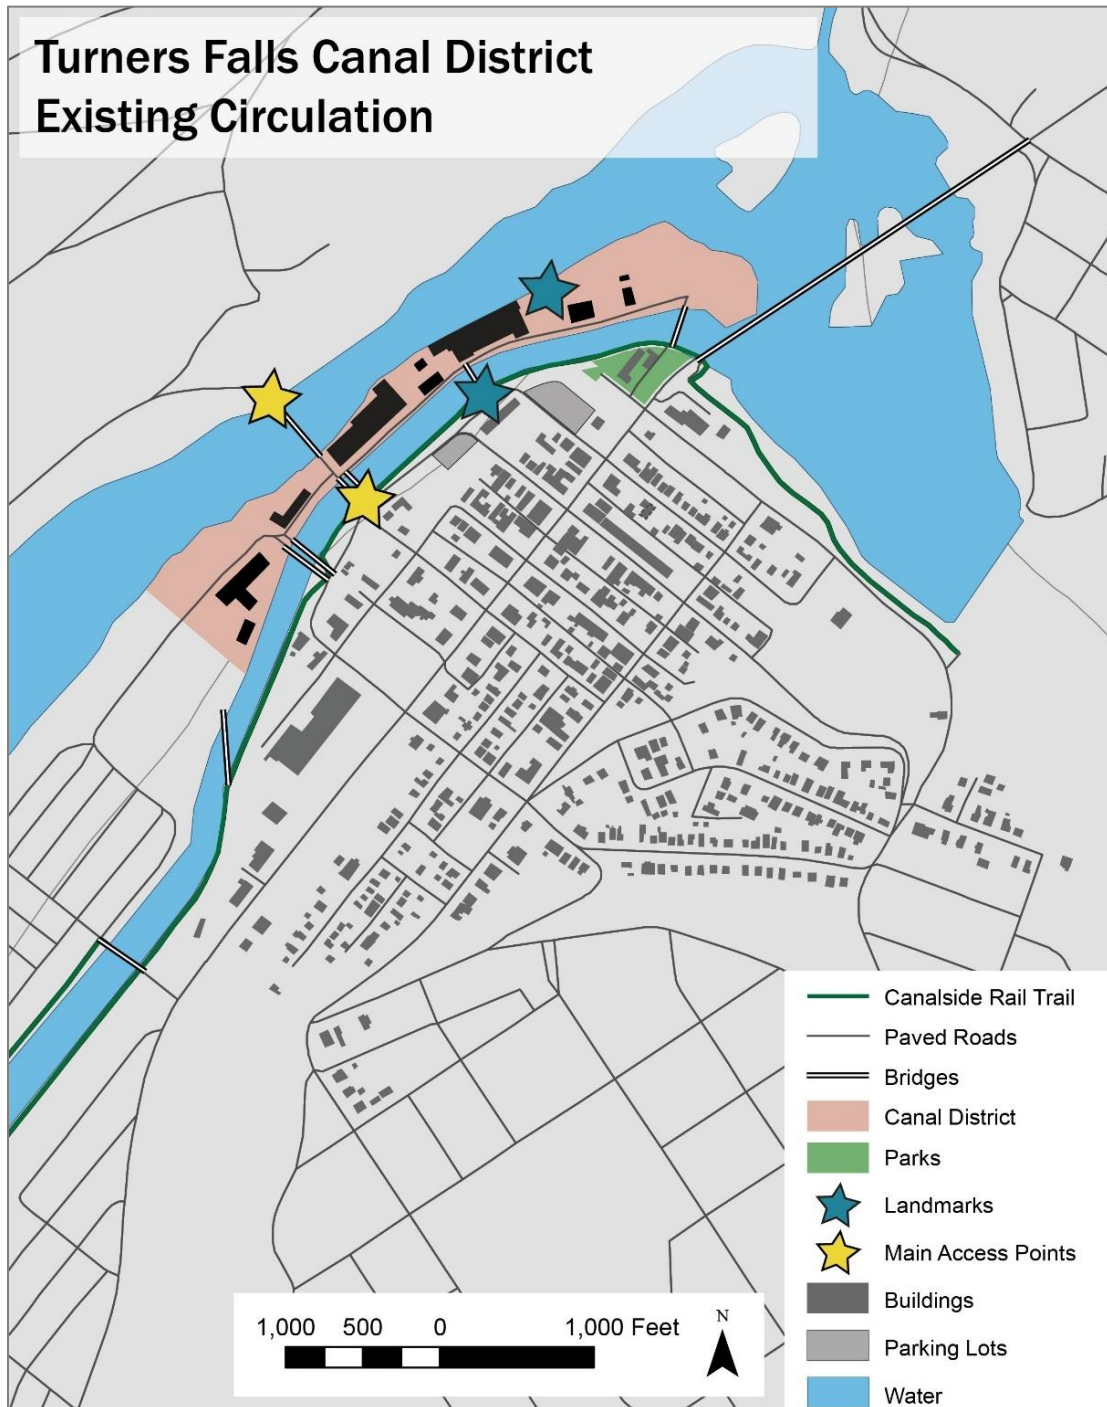 Turners Falls Canal District
Existing Circulation
Canalside Rail Trail
Paved Roads
Bridges
Canal District
Parks
Landmarks
Main Access Points
Buildings
Parking Lots
Water
N
1,000 500 0 1,000 Feet